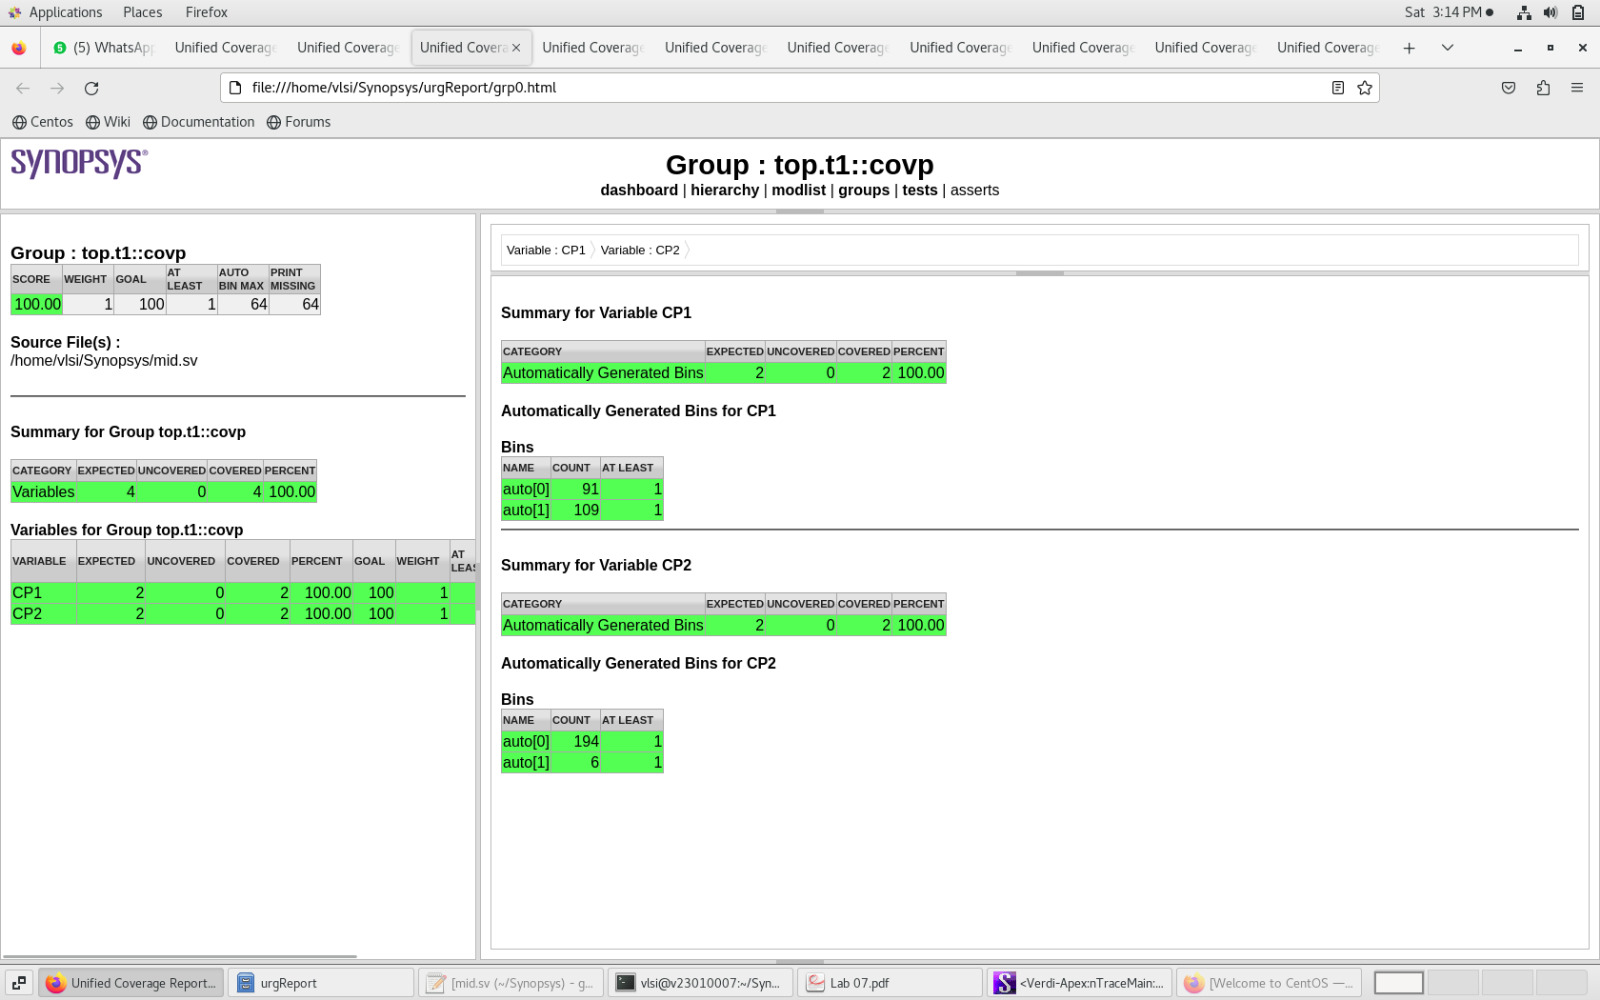 Applications Places Firefox Sat 3:14 PM
(5) WhatsApp Unified Coverage Unified Coverage Unified Covera Unified Coverage Unified Coverage Unified Coverage Unified Coverage Unified Coverage Unified Coverage Unified Coverage
file:///home/vlsi/Synopsys/urgReport/grp0.html
Centos Wiki Documentation Forums
SYNOPSYS®
Group : top.t1::covp
dashboard | hierarchy | modlist | groups | tests | asserts
Group : top.t1::covp
SCORE WEIGHT GOAL AT LEAST AUTO BIN MAX PRINT MISSING
100.00 1 100 1 64 64
Source File(s) :
/home/vlsi/Synopsys/mid.sv
Summary for Group top.t1::covp
CATEGORY EXPECTED UNCOVERED COVERED PERCENT
Variables 4 0 4 100.00
Variables for Group top.t1::covp
VARIABLE EXPECTED UNCOVERED COVERED PERCENT GOAL WEIGHT AT LEAS
CP1 2 0 2 100.00 100 1
CP2 2 0 2 100.00 100 1
Variable : CP1 Variable : CP2
Summary for Variable CP1
CATEGORY EXPECTED UNCOVERED COVERED PERCENT
Automatically Generated Bins 2 0 2 100.00
Automatically Generated Bins for CP1
Bins
NAME COUNT AT LEAST
auto[0] 91 1
auto[1] 109 1
Summary for Variable CP2
CATEGORY EXPECTED UNCOVERED COVERED PERCENT
Automatically Generated Bins 2 0 2 100.00
Automatically Generated Bins for CP2
Bins
NAME COUNT AT LEAST
auto[0] 194 1
auto[1] 6 1
Unified Coverage Report... urgReport [mid.sv (~/Synopsys) - g... vlsi@v23010007:~/Syn... Lab 07.pdf <Verdi-Apex:nTraceMain:... [Welcome to CentOS —...